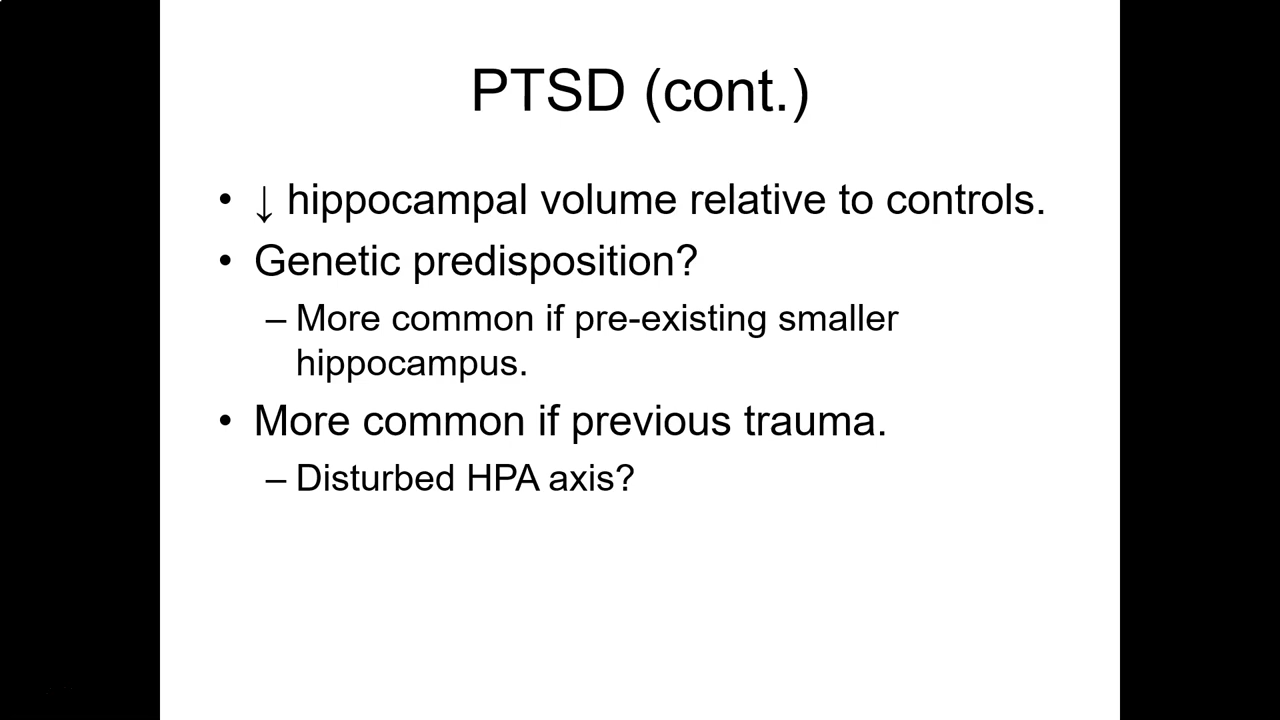 PTSD (cont.)
• ↓ hippocampal volume relative to controls.
• Genetic predisposition?
– More common if pre-existing smaller
hippocampus.
• More common if previous trauma.
– Disturbed HPA axis?